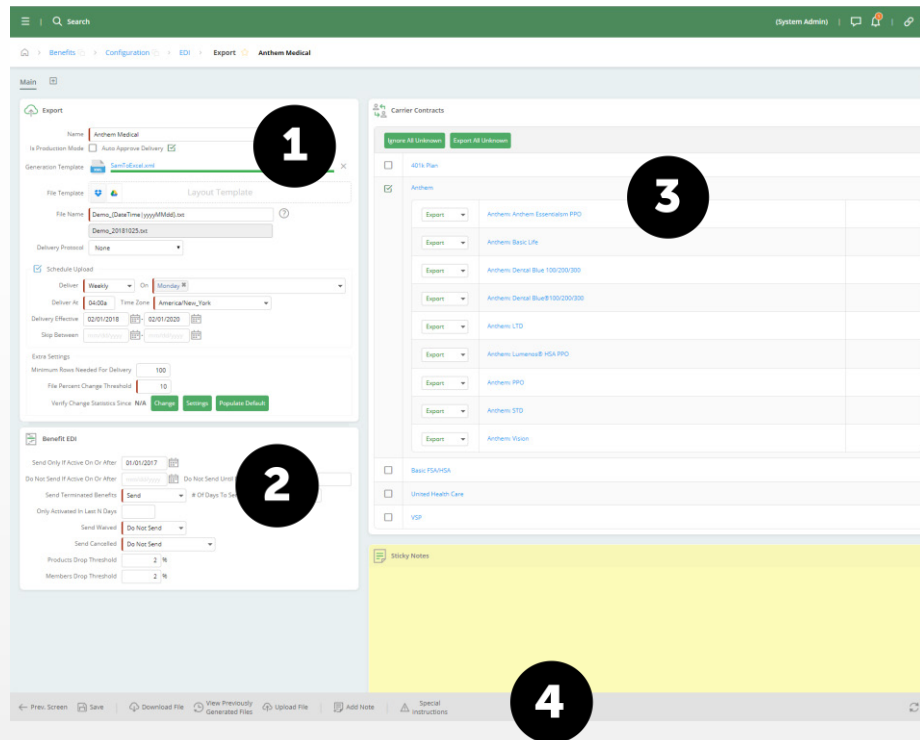 Search
(System Admin)
Benefits > Configuration > EDI > Export Anthem Medical
Main
Export
Name Anthem Medical
Is Production Mode Auto Approve Delivery
Generation Template SamToExcel.xml
File Template Layout Template
File Name Demo_{DateTime|yyyyMMdd}.txt
Demo_20181025.txt
Delivery Protocol None
Schedule Upload
Deliver Weekly On Monday
Deliver At 04:00a Time Zone America/New_York
Delivery Effective 02/01/2018 - 02/01/2020
Skip Between mm/dd/yyyy - mm/dd/yyyy
Extra Settings
Minimum Rows Needed For Delivery 100
File Percent Change Threshold 10
Verify Change Statistics Since N/A Change Settings Populate Default
1
Benefit EDI
Send Only If Active On Or After 01/01/2017
Do Not Send If Active On Or After mm/dd/yyyy Do Not Send Until
Send Terminated Benefits Send # Of Days To
Only Activated In Last N Days
Send Waived Do Not Send
Send Cancelled Do Not Send
Products Drop Threshold 2 %
Members Drop Threshold 2 %
2
Carrier Contracts
Ignore All Unknown Export All Unknown
401k Plan
Anthem
Export Anthem: Anthem Essentialsm PPO
Export Anthem: Basic Life
Export Anthem: Dental Blue 100/200/300
Export Anthem: Dental Blue®100/200/300
Export Anthem: LTD
Export Anthem: Lumenos® HSA PPO
Export Anthem: PPO
Export Anthem: STD
Export Anthem: Vision
Basic FSA/HSA
United Health Care
VSP
3
Sticky Notes
Prev. Screen Save Download File View Previously Generated Files Upload File Add Note Special Instructions
4